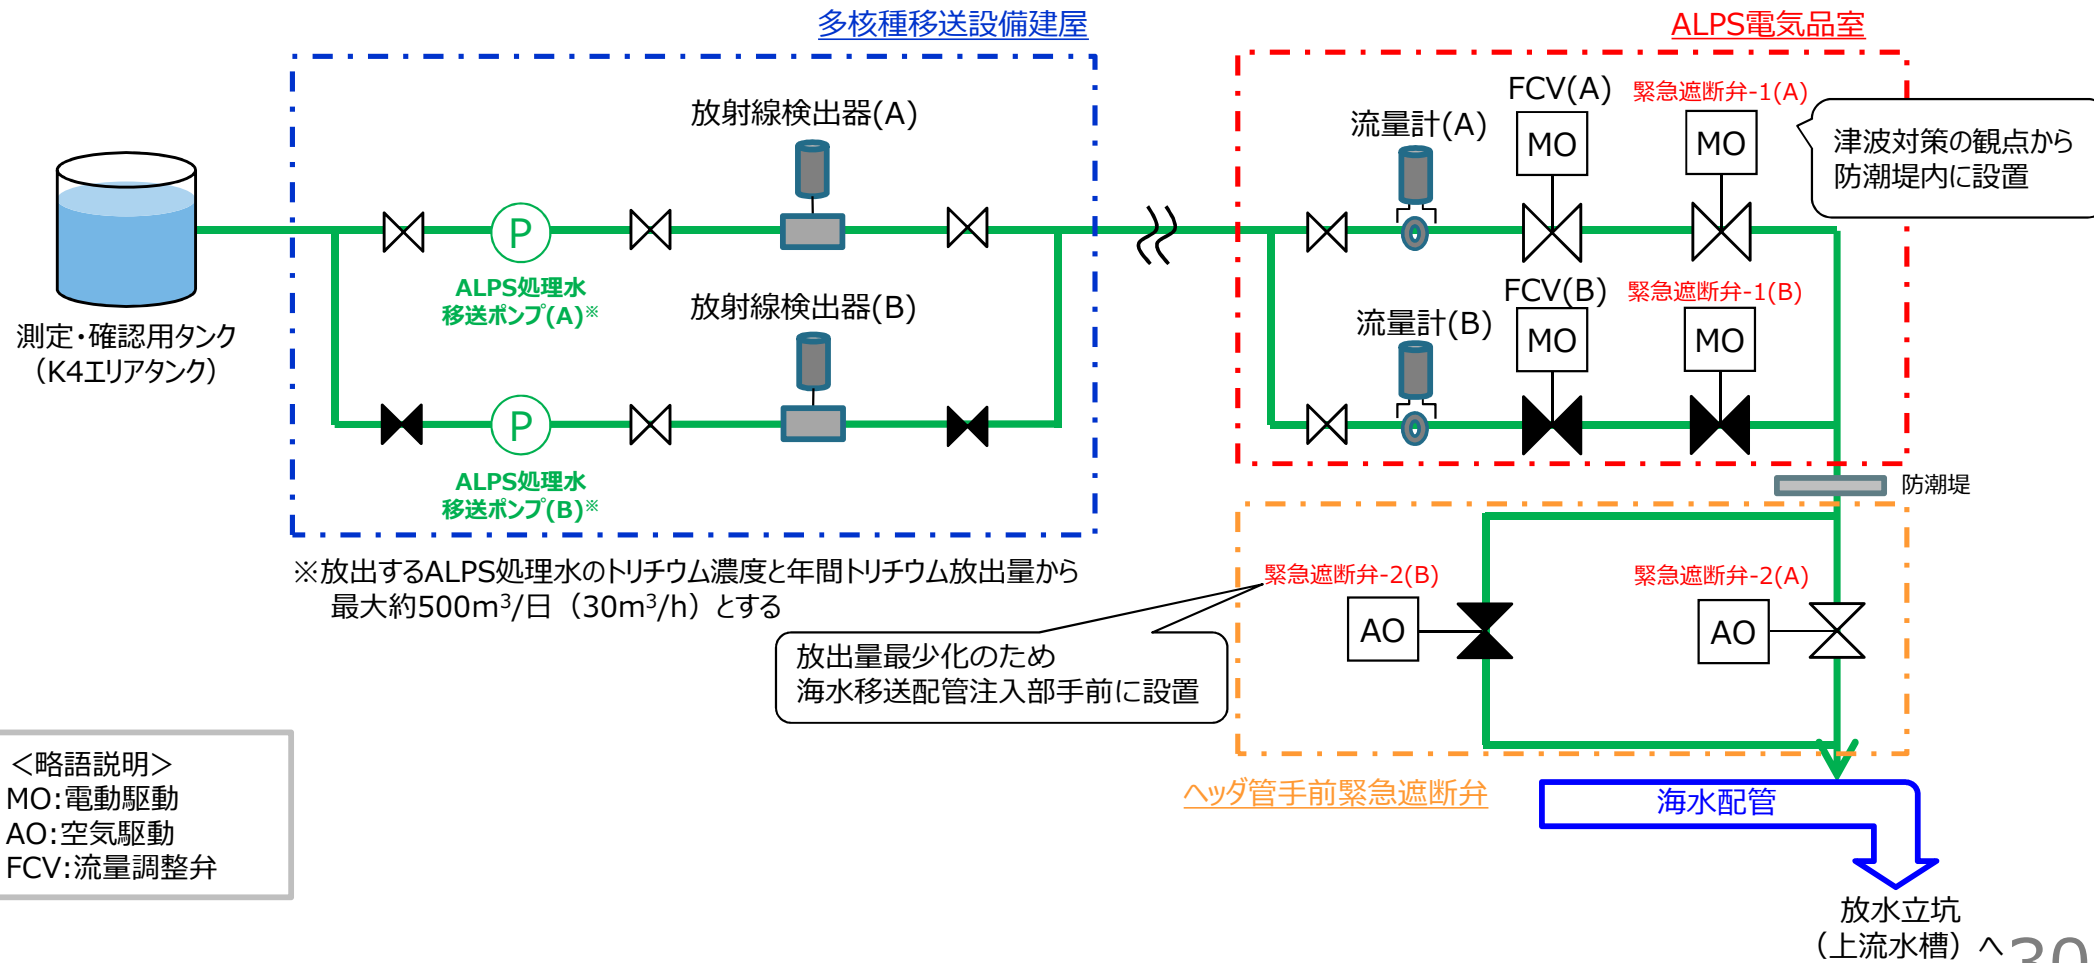 多核種移送設備建屋
ALPS電気品室
放射線検出器(A)
流量計(A)
FCV(A)
緊急遮断弁-1(A)
MO
MO
津波対策の観点から
防潮堤内に設置
P
ALPS処理水
移送ポンプ(A)※
測定・確認用タンク
（K4エリアタンク）
放射線検出器(B)
流量計(B)
FCV(B)
緊急遮断弁-1(B)
MO
MO
P
ALPS処理水
移送ポンプ(B)※
防潮堤
※放出するALPS処理水のトリチウム濃度と年間トリチウム放出量から
最大約500m³/日（30m³/h）とする
緊急遮断弁-2(B)
緊急遮断弁-2(A)
AO
AO
放出量最少化のため
海水移送配管注入部手前に設置
ヘッダ管手前緊急遮断弁
＜略語説明＞
MO:電動駆動
AO:空気駆動
FCV:流量調整弁
海水配管
放水立坑
（上流水槽）へ
30